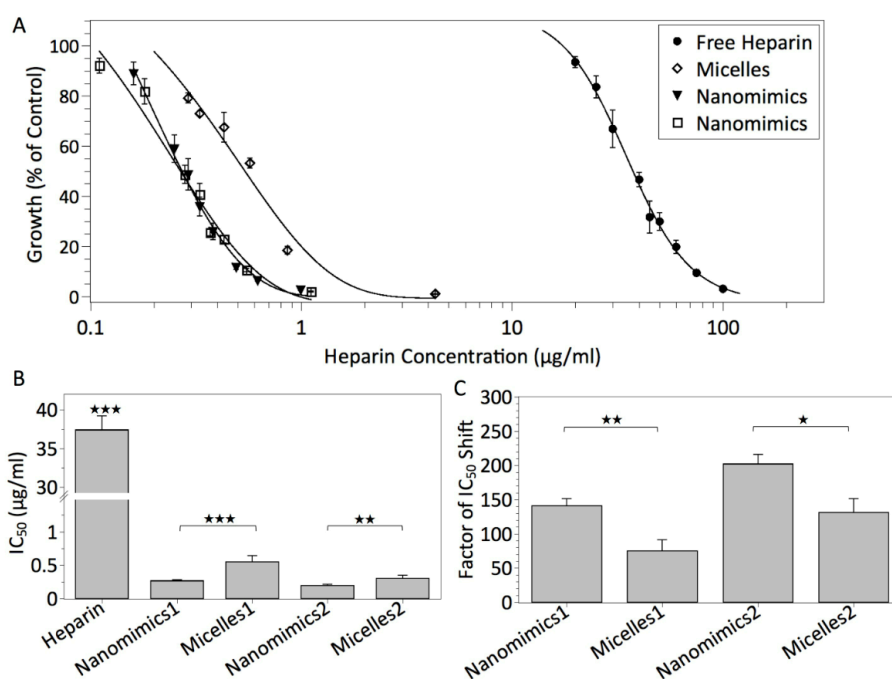 A
Growth (% of Control)
100
80
60
40
20
0
0.1
1
10
100
Heparin Concentration (µg/ml)
Free Heparin
Micelles
Nanomimics
Nanomimics
B
IC50 (µg/ml)
40
35
30
1
0.5
0
★★★
★★★
★★
Heparin
Nanomimics1
Micelles1
Nanomimics2
Micelles2
C
Factor of IC50 Shift
300
250
200
150
100
50
0
★★
★
Nanomimics1
Micelles1
Nanomimics2
Micelles2